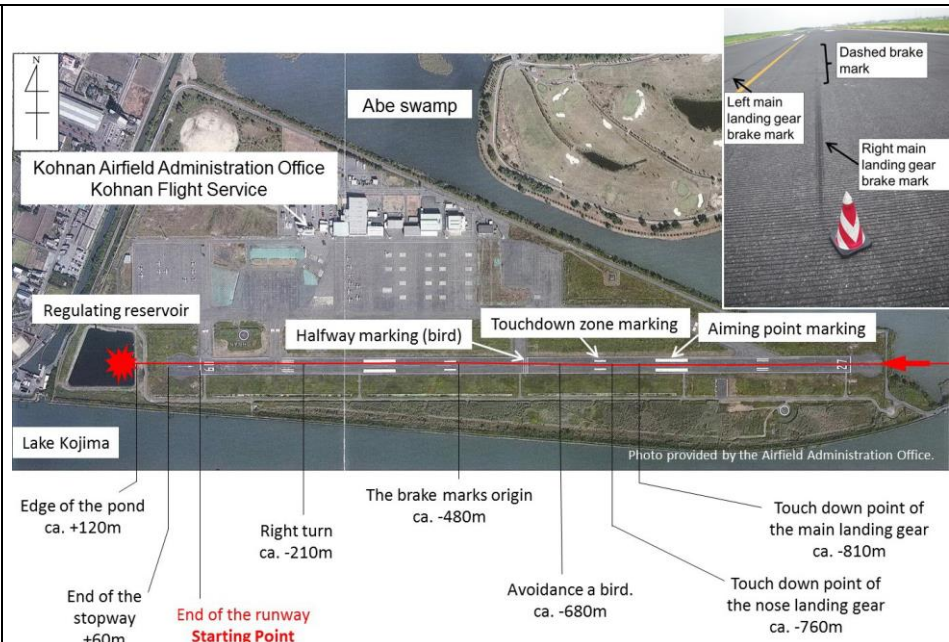 N
Abe swamp
Kohnan Airfield Administration Office
Kohnan Flight Service
Dashed brake
mark
Left main
landing gear
brake mark
Right main
landing gear
brake mark
Regulating reservoir
Halfway marking (bird)
Touchdown zone marking
Aiming point marking
09
27
Lake Kojima
Photo provided by the Airfield Administration Office.
Edge of the pond
ca. +120m
End of the
stopway
+60m
End of the runway
Starting Point
Right turn
ca. -210m
The brake marks origin
ca. -480m
Avoidance a bird.
ca. -680m
Touch down point of
the nose landing gear
ca. -760m
Touch down point of
the main landing gear
ca. -810m